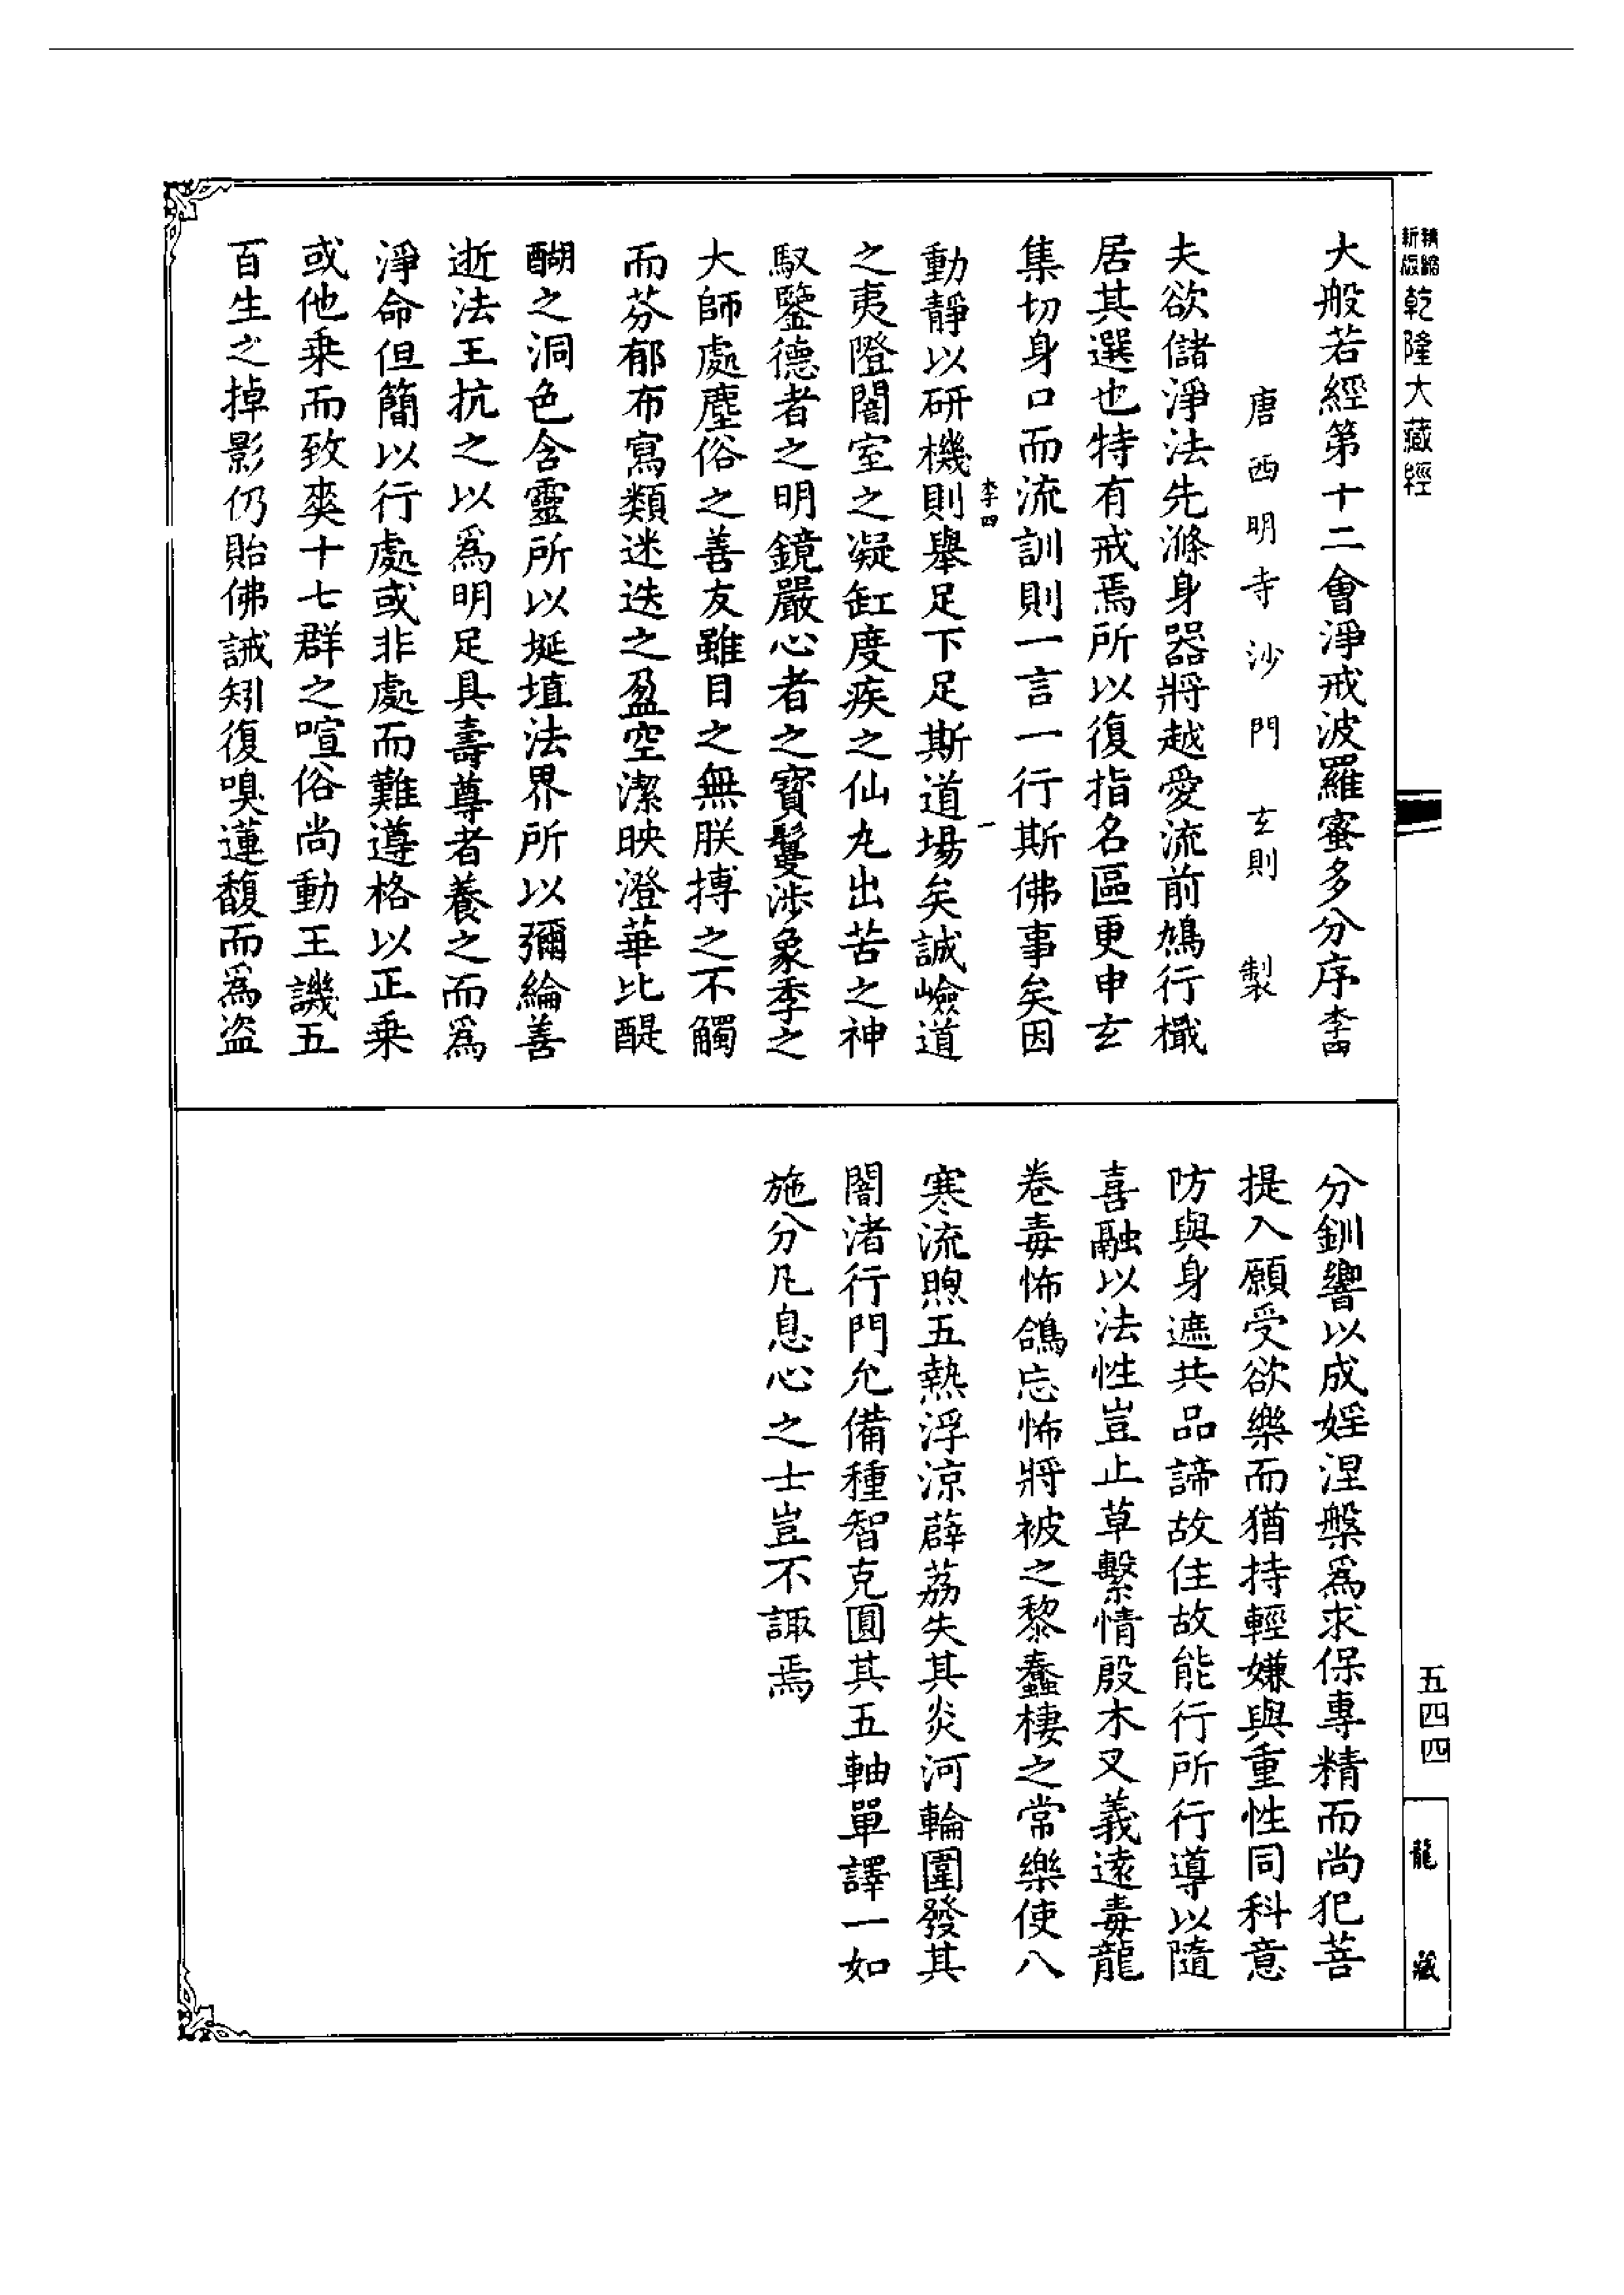 精縮新版乾隆大藏經
大般若經第十二會淨戒波羅蜜多分序李四
唐西明寺沙門玄則製
夫欲儲淨法先滌身器將越愛流前鳩行檝
居其選也特有戒焉所以復指名區更申玄
集切身口而流訓則一言一行斯佛事矣因
李四 一
動靜以研機則舉足下足斯道場矣誠嶮道
之夷隥闇室之凝缸度疾之仙丸出苦之神
馭鑒德者之明鏡嚴心者之寶鬘涉象季之
大師處塵俗之善友雖目之無朕搏之不觸
而芬郁布寫類迷迭之盈空潔映澄華比醍
醐之洞色含靈所以埏埴法界所以彌綸善
逝法王抗之以爲明足具壽尊者養之而爲
淨命但簡以行處或非處而難遵格以正乘
或他乘而致爽十七群之喧俗尚動王譏五
百生之掉影仍貽佛誡矧復嗅蓮馥而爲盜
分釧響以成婬涅槃爲求保專精而尚犯菩
提入願受欲樂而猶持輕嫌與重性同科意
防與身遮共品諦故住故能行所行導以隨
喜融以法性豈止草繫情殷木叉義遠毒龍
卷毒怖鴿忘怖將被之黎蠢棲之常樂使八
寒流煦五熱浮涼薜荔失其炎河輪圍發其
闇渚行門允備種智克圓其五軸單譯一如
施分凡息心之士豈不諏焉
五四四
龍藏